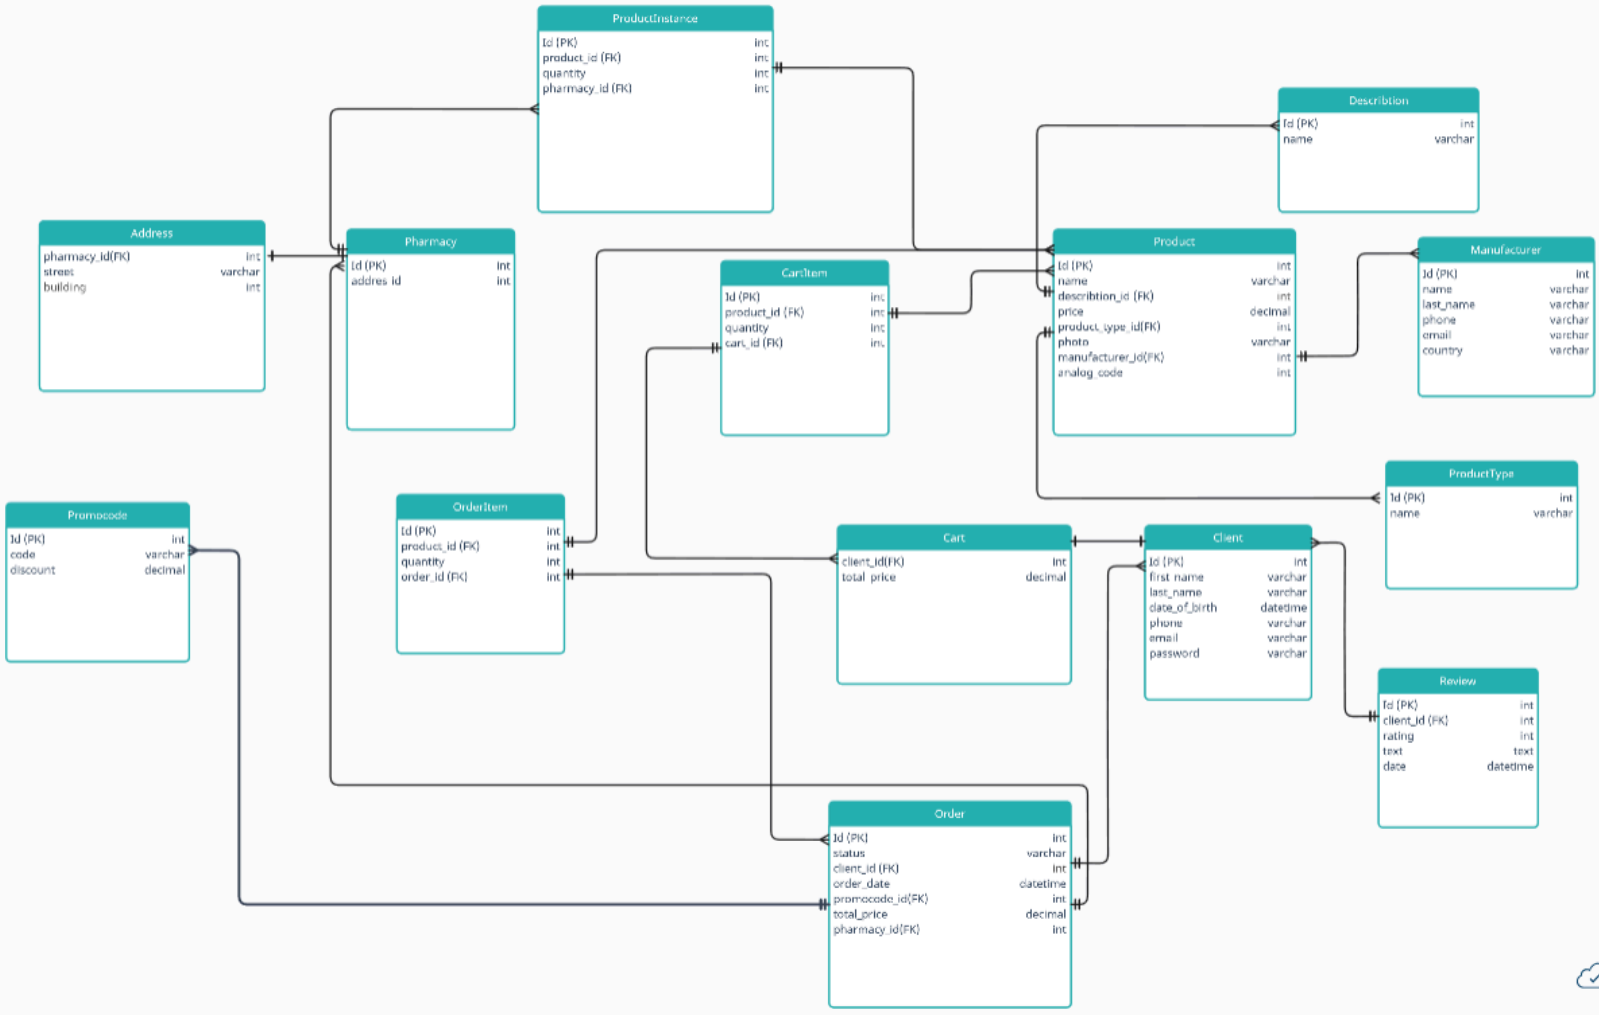 ProductInstance
Id (PK) int
product_id (FK) int
quantity int
pharmacy_id (FK) int
Describtion
Id (PK) int
name varchar
Address
pharmacy_id(FK) int
street varchar
building int
Pharmacy
Id (PK) int
addres_id int
CartItem
Id (PK) int
product_id (FK) int
quantity int
cart_id (FK) int
Product
Id (PK) int
name varchar
describtion_id (FK) int
price decimal
product_type_id(FK) int
photo varchar
manufacturer_id(FK) int
analog_code int
Manufacturer
Id (PK) int
name varchar
last_name varchar
phone varchar
email varchar
country varchar
ProductType
Id (PK) int
name varchar
Promocode
Id (PK) int
code varchar
discount decimal
OrderItem
Id (PK) int
product_id (FK) int
quantity int
order_id (FK) int
Cart
client_id(FK) int
total_price decimal
Client
Id (PK) int
first_name varchar
last_name varchar
date_of_birth datetime
phone varchar
email varchar
password varchar
Review
Id (PK) int
client_id (FK) int
rating int
text text
date datetime
Order
Id (PK) int
status varchar
client_id (FK) int
order_date datetime
promocode_id(FK) int
total_price decimal
pharmacy_id(FK) int